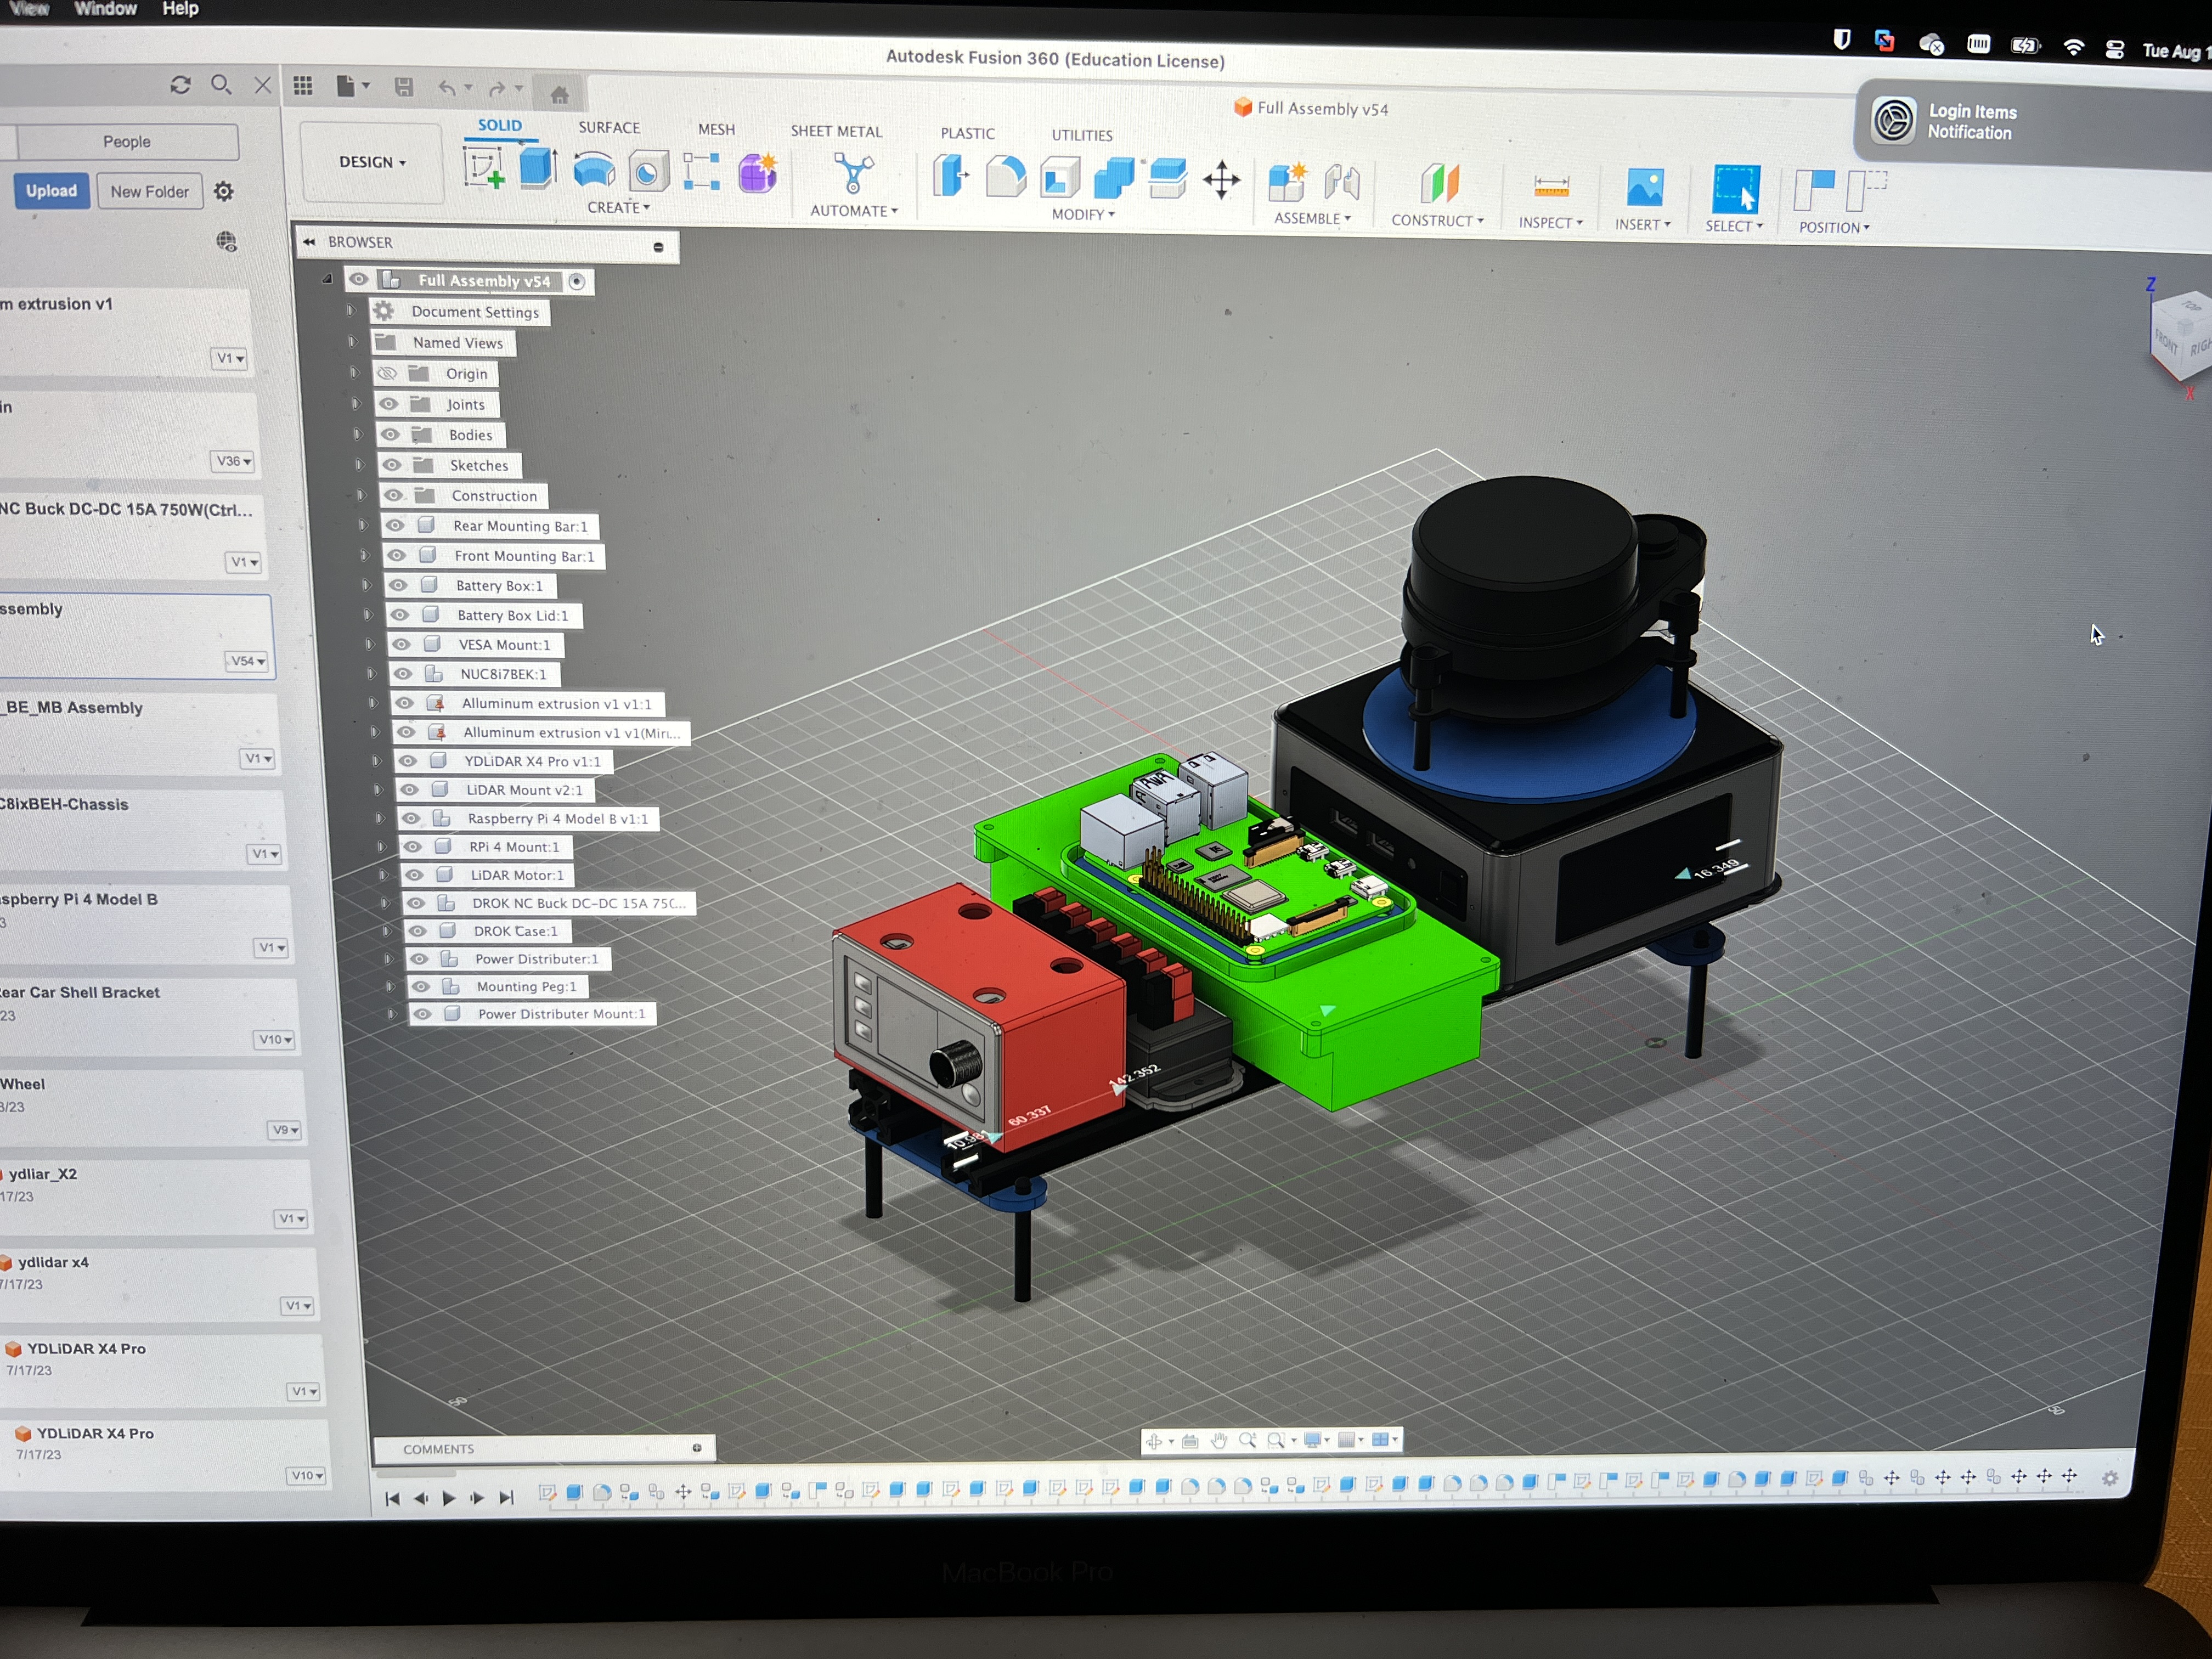 View Window Help
Tue Aug 1
Autodesk Fusion 360 (Education License)
Full Assembly v54
Login Items
Notification
People
Upload
New Folder
DESIGN
SOLID
SURFACE
MESH
SHEET METAL
PLASTIC
UTILITIES
CREATE
AUTOMATE
MODIFY
ASSEMBLE
CONSTRUCT
INSPECT
INSERT
SELECT
POSITION
BROWSER
Full Assembly v54
Document Settings
Named Views
Origin
Joints
Bodies
Sketches
Construction
Rear Mounting Bar:1
Front Mounting Bar:1
Battery Box:1
Battery Box Lid:1
VESA Mount:1
NUC8i7BEK:1
Alluminum extrusion v1 v1:1
Alluminum extrusion v1 v1(Mirr...
YDLiDAR X4 Pro v1:1
LiDAR Mount v2:1
Raspberry Pi 4 Model B v1:1
RPi 4 Mount:1
LiDAR Motor:1
DROK NC Buck DC-DC 15A 75C...
DROK Case:1
Power Distributer:1
Mounting Peg:1
Power Distributer Mount:1
m extrusion v1
V1
in
V36
NC Buck DC-DC 15A 750W(Ctrl...
V1
ssembly
V54
_BE_MB Assembly
V1
C8ixBEH-Chassis
V1
spberry Pi 4 Model B
3
V1
ear Car Shell Bracket
23
V10
Wheel
8/23
V9
ydliar_X2
17/23
V1
ydlidar x4
7/17/23
V1
YDLiDAR X4 Pro
7/17/23
V1
YDLiDAR X4 Pro
7/17/23
V10
Z
TOP
FRONT
RIGH
X
16.349
142.352
60.337
10.981
50
50
COMMENTS
MacBook Pro